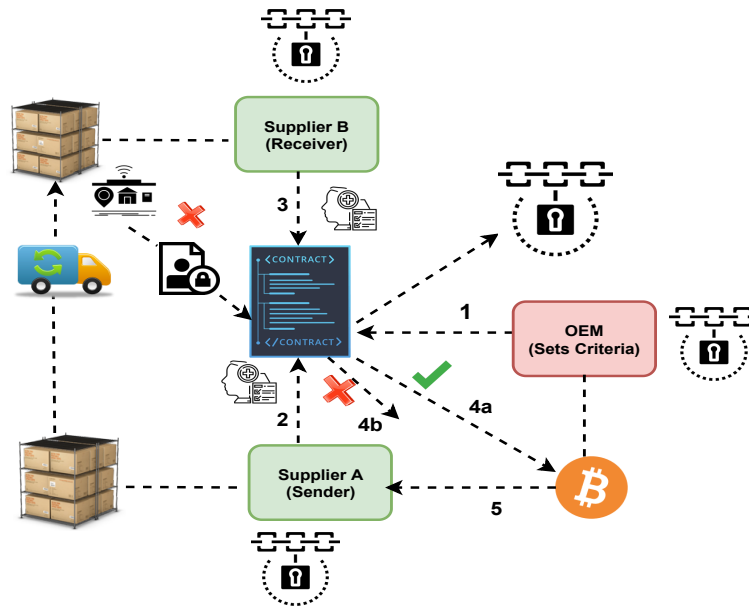 Supplier B
(Receiver)
3
<CONTRACT>
</CONTRACT>
1
OEM
(Sets Criteria)
2
4b
4a
Supplier A
(Sender)
5